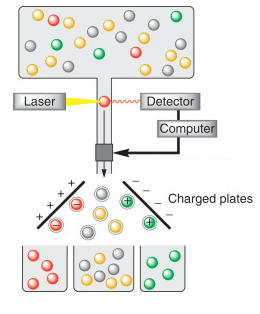 Laser
Detector
Computer
Charged plates
+ + + +
− − − −
− −
+ +